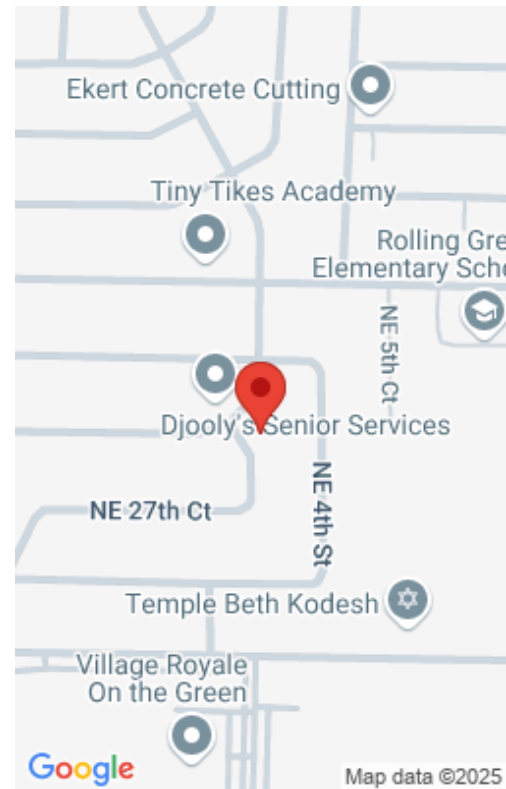 Ekert Concrete Cutting
Tiny Tikes Academy
Rolling Gre
Elementary Scho
NE 5th Ct
Djooly's Senior Services
NE 27th Ct
NE 4th St
Temple Beth Kodesh
Village Royale
On the Green
Google
Map data ©2025